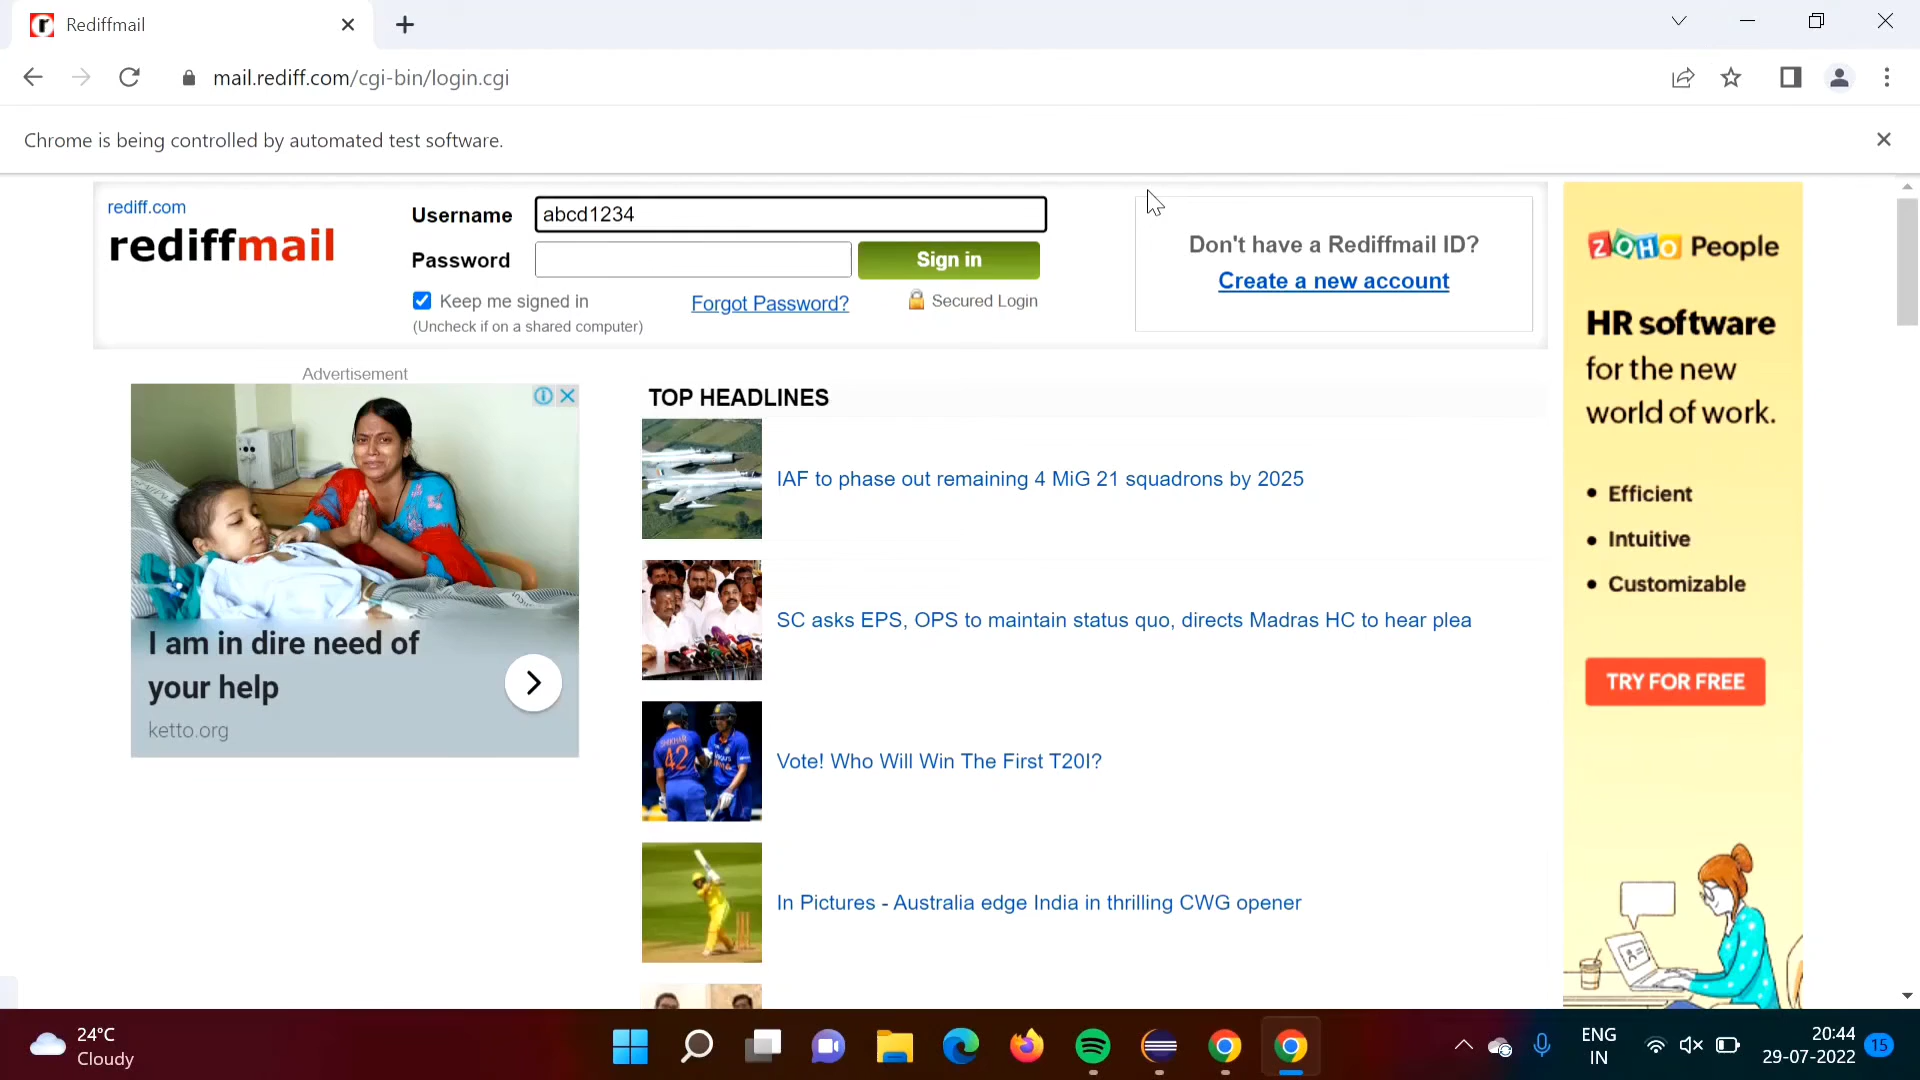 Rediffmail
mail.rediff.com/cgi-bin/login.cgi
Chrome is being controlled by automated test software.
rediff.com
rediffmail
Username abcd1234
Password Sign in
Keep me signed in Forgot Password? Secured Login
(Uncheck if on a shared computer)
Don't have a Rediffmail ID?
Create a new account
Advertisement
I am in dire need of
your help
ketto.org
TOP HEADLINES
IAF to phase out remaining 4 MiG 21 squadrons by 2025
SC asks EPS, OPS to maintain status quo, directs Madras HC to hear plea
SHIKHAR
42
Vote! Who Will Win The First T20I?
In Pictures - Australia edge India in thrilling CWG opener
ZOHO People
HR software
for the new
world of work.
• Efficient
• Intuitive
• Customizable
TRY FOR FREE
24°C
Cloudy
ENG
IN
20:44
29-07-2022
15